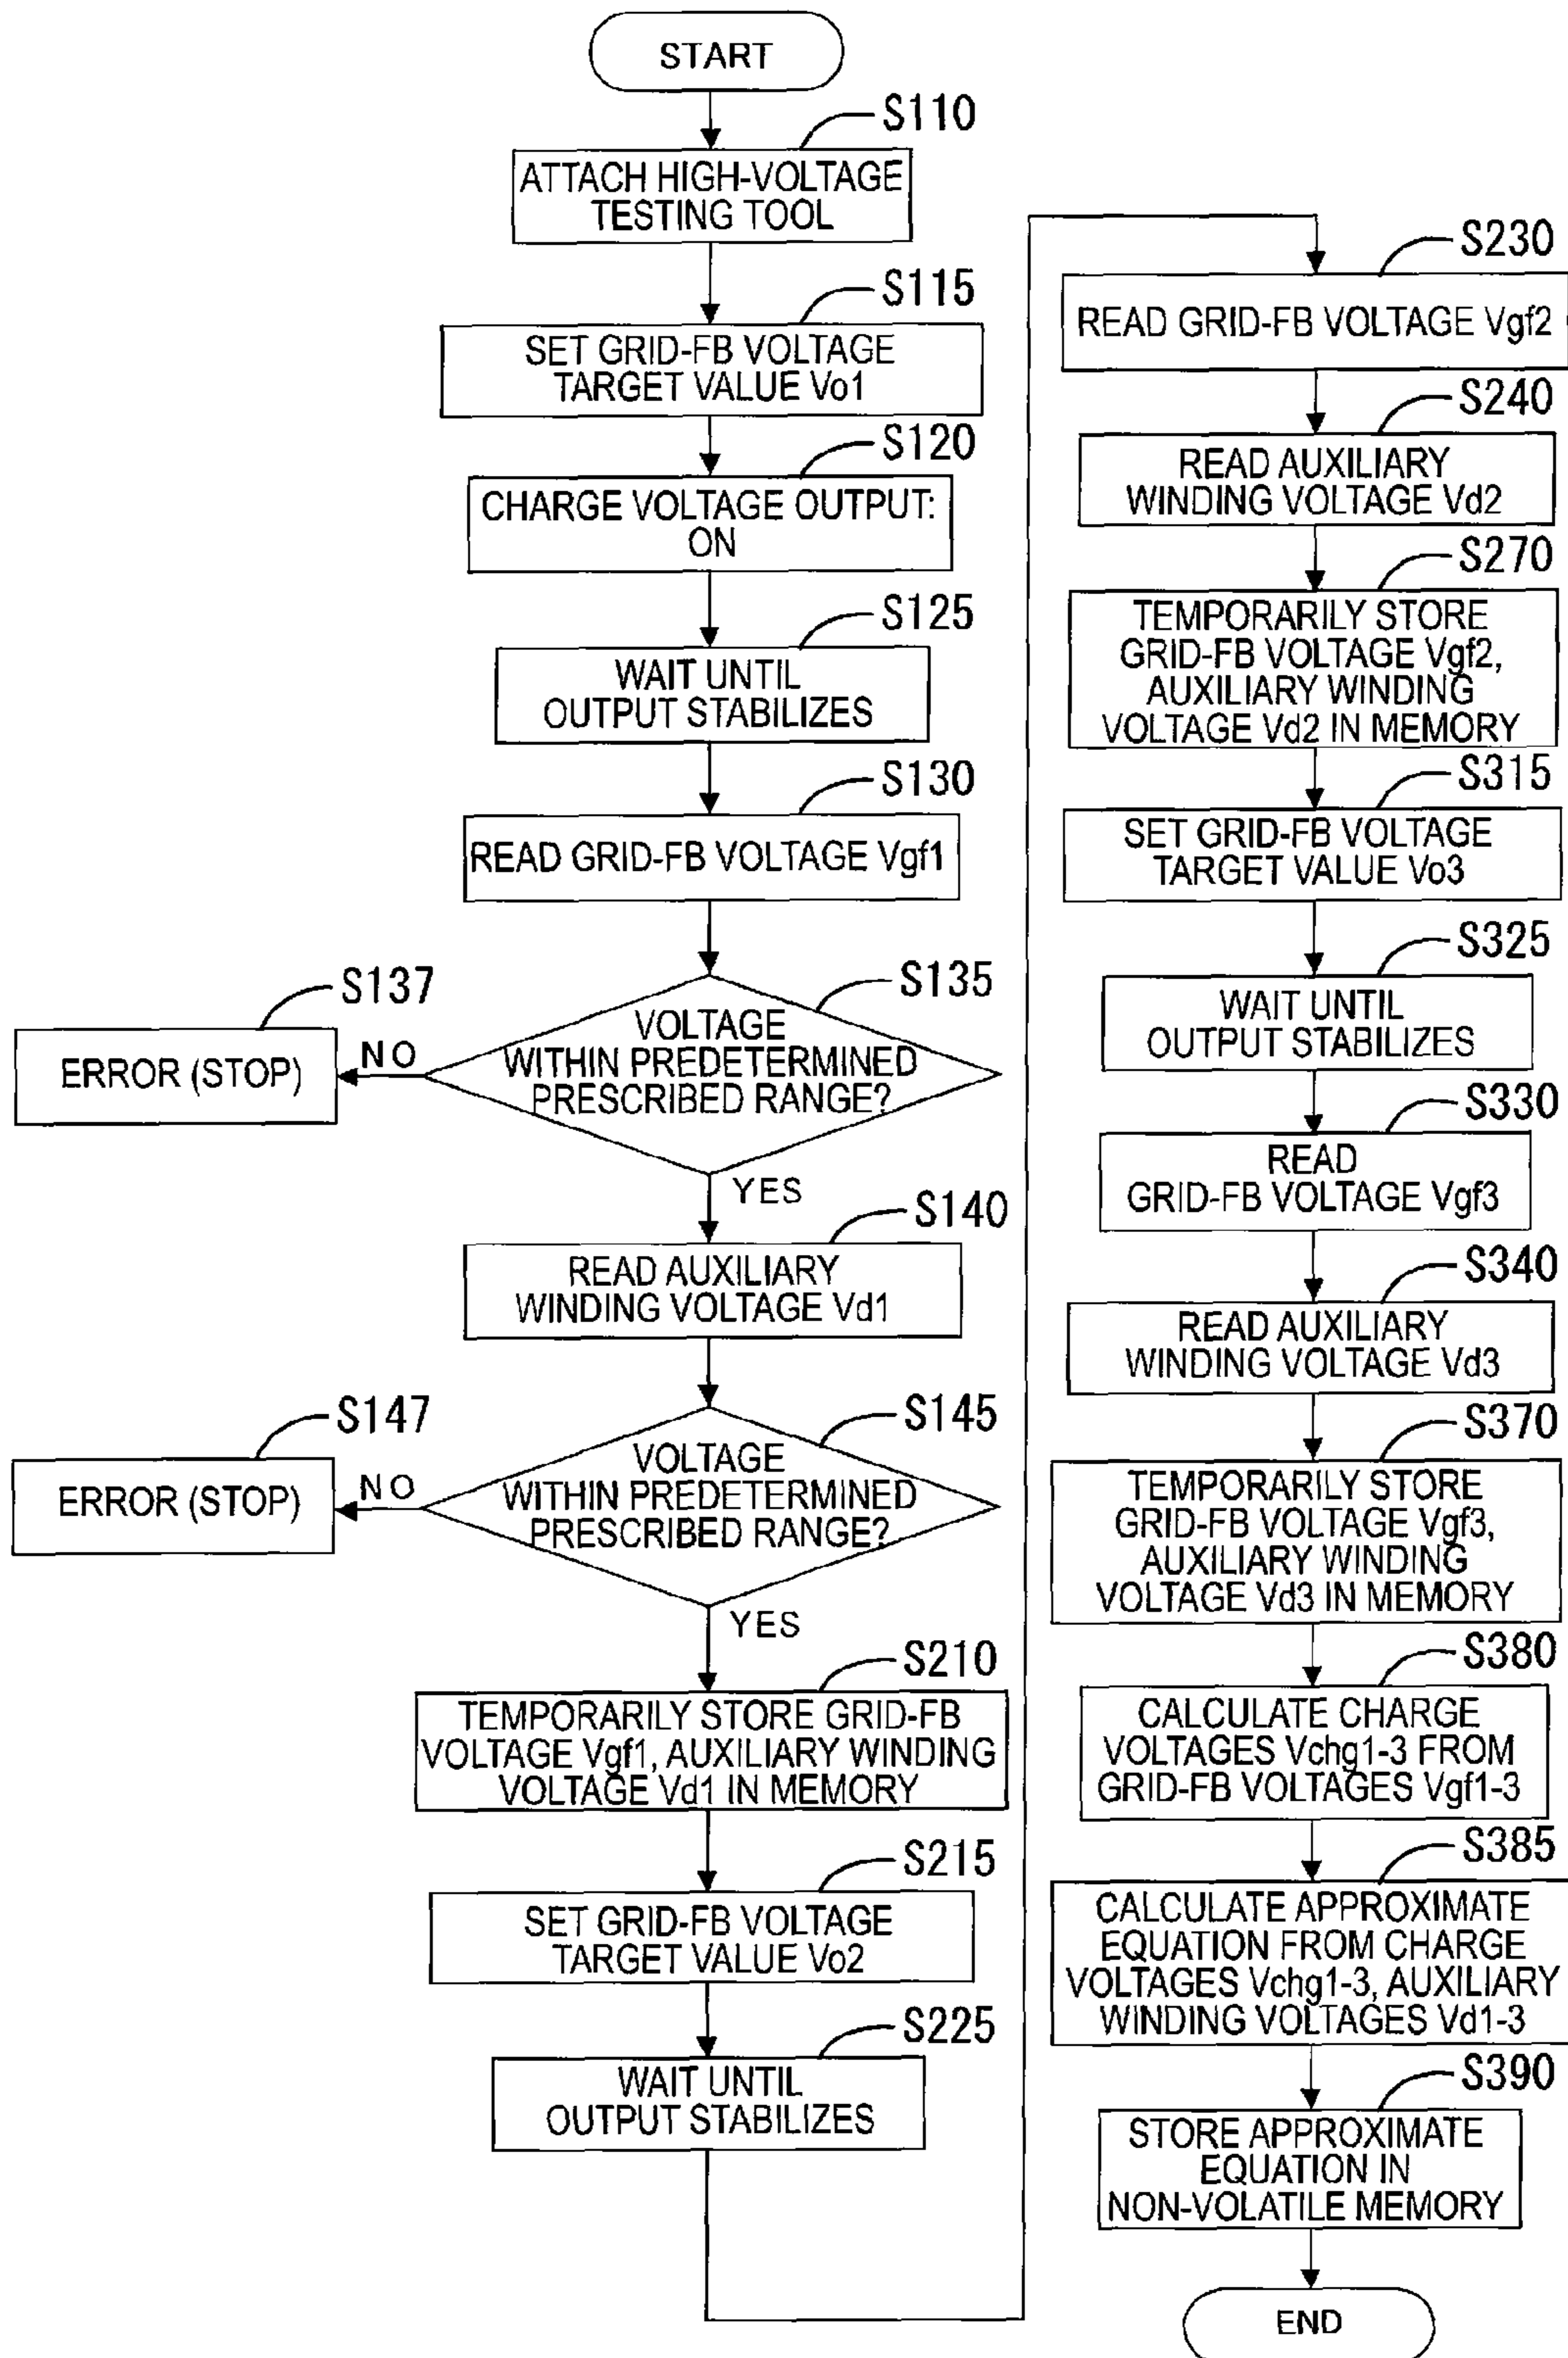 START
S110
ATTACH HIGH-VOLTAGE
TESTING TOOL
S115
SET GRID-FB VOLTAGE
TARGET VALUE Vo1
S120
CHARGE VOLTAGE OUTPUT:
ON
S125
WAIT UNTIL
OUTPUT STABILIZES
S130
READ GRID-FB VOLTAGE Vgf1
S135
VOLTAGE
WITHIN PREDETERMINED
PRESCRIBED RANGE?
NO
S137
ERROR (STOP)
YES
S140
READ AUXILIARY
WINDING VOLTAGE Vd1
S145
VOLTAGE
WITHIN PREDETERMINED
PRESCRIBED RANGE?
NO
S147
ERROR (STOP)
YES
S210
TEMPORARILY STORE GRID-FB
VOLTAGE Vgf1, AUXILIARY WINDING
VOLTAGE Vd1 IN MEMORY
S215
SET GRID-FB VOLTAGE
TARGET VALUE Vo2
S225
WAIT UNTIL
OUTPUT STABILIZES
S230
READ GRID-FB VOLTAGE Vgf2
S240
READ AUXILIARY
WINDING VOLTAGE Vd2
S270
TEMPORARILY STORE
GRID-FB VOLTAGE Vgf2,
AUXILIARY WINDING
VOLTAGE Vd2 IN MEMORY
S315
SET GRID-FB VOLTAGE
TARGET VALUE Vo3
S325
WAIT UNTIL
OUTPUT STABILIZES
S330
READ
GRID-FB VOLTAGE Vgf3
S340
READ AUXILIARY
WINDING VOLTAGE Vd3
S370
TEMPORARILY STORE
GRID-FB VOLTAGE Vgf3,
AUXILIARY WINDING
VOLTAGE Vd3 IN MEMORY
S380
CALCULATE CHARGE
VOLTAGES Vchg1-3 FROM
GRID-FB VOLTAGES Vgf1-3
S385
CALCULATE APPROXIMATE
EQUATION FROM CHARGE
VOLTAGES Vchg1-3, AUXILIARY
WINDING VOLTAGES Vd1-3
S390
STORE APPROXIMATE
EQUATION IN
NON-VOLATILE MEMORY
END